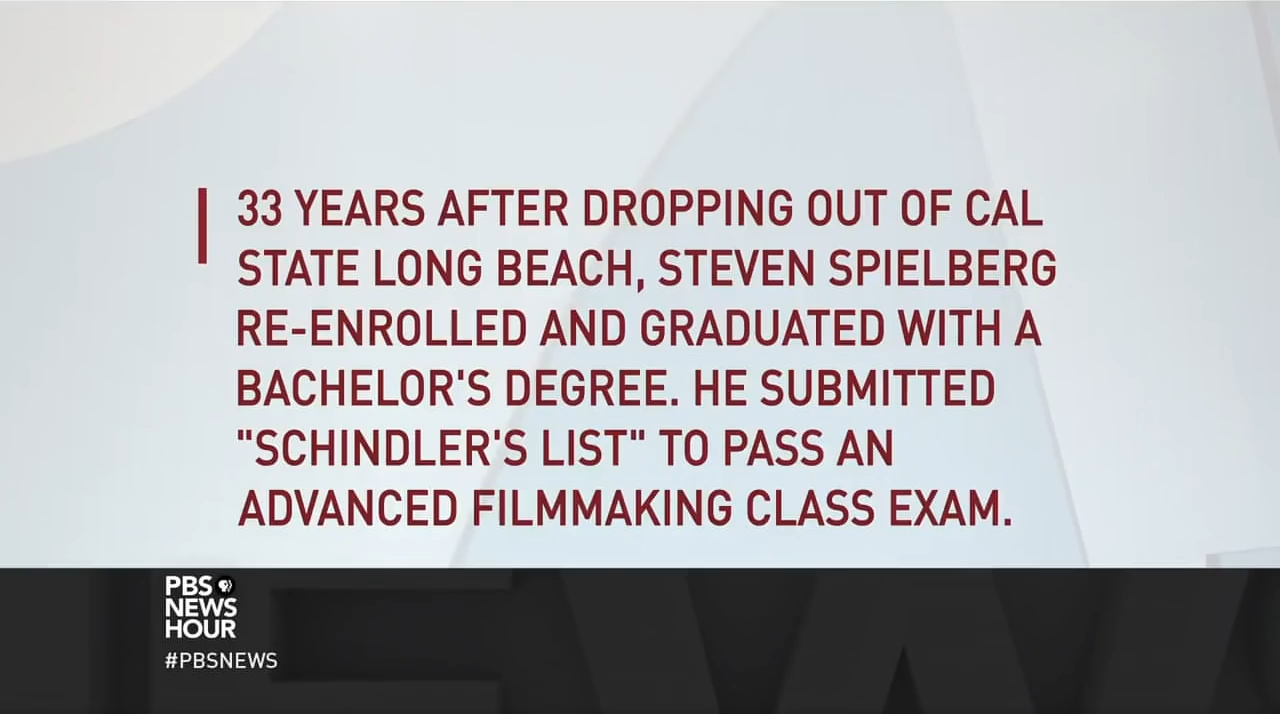 33 YEARS AFTER DROPPING OUT OF CAL
STATE LONG BEACH, STEVEN SPIELBERG
RE-ENROLLED AND GRADUATED WITH A
BACHELOR'S DEGREE. HE SUBMITTED
"SCHINDLER'S LIST" TO PASS AN
ADVANCED FILMMAKING CLASS EXAM.
PBS
NEWS
HOUR
#PBSNEWS